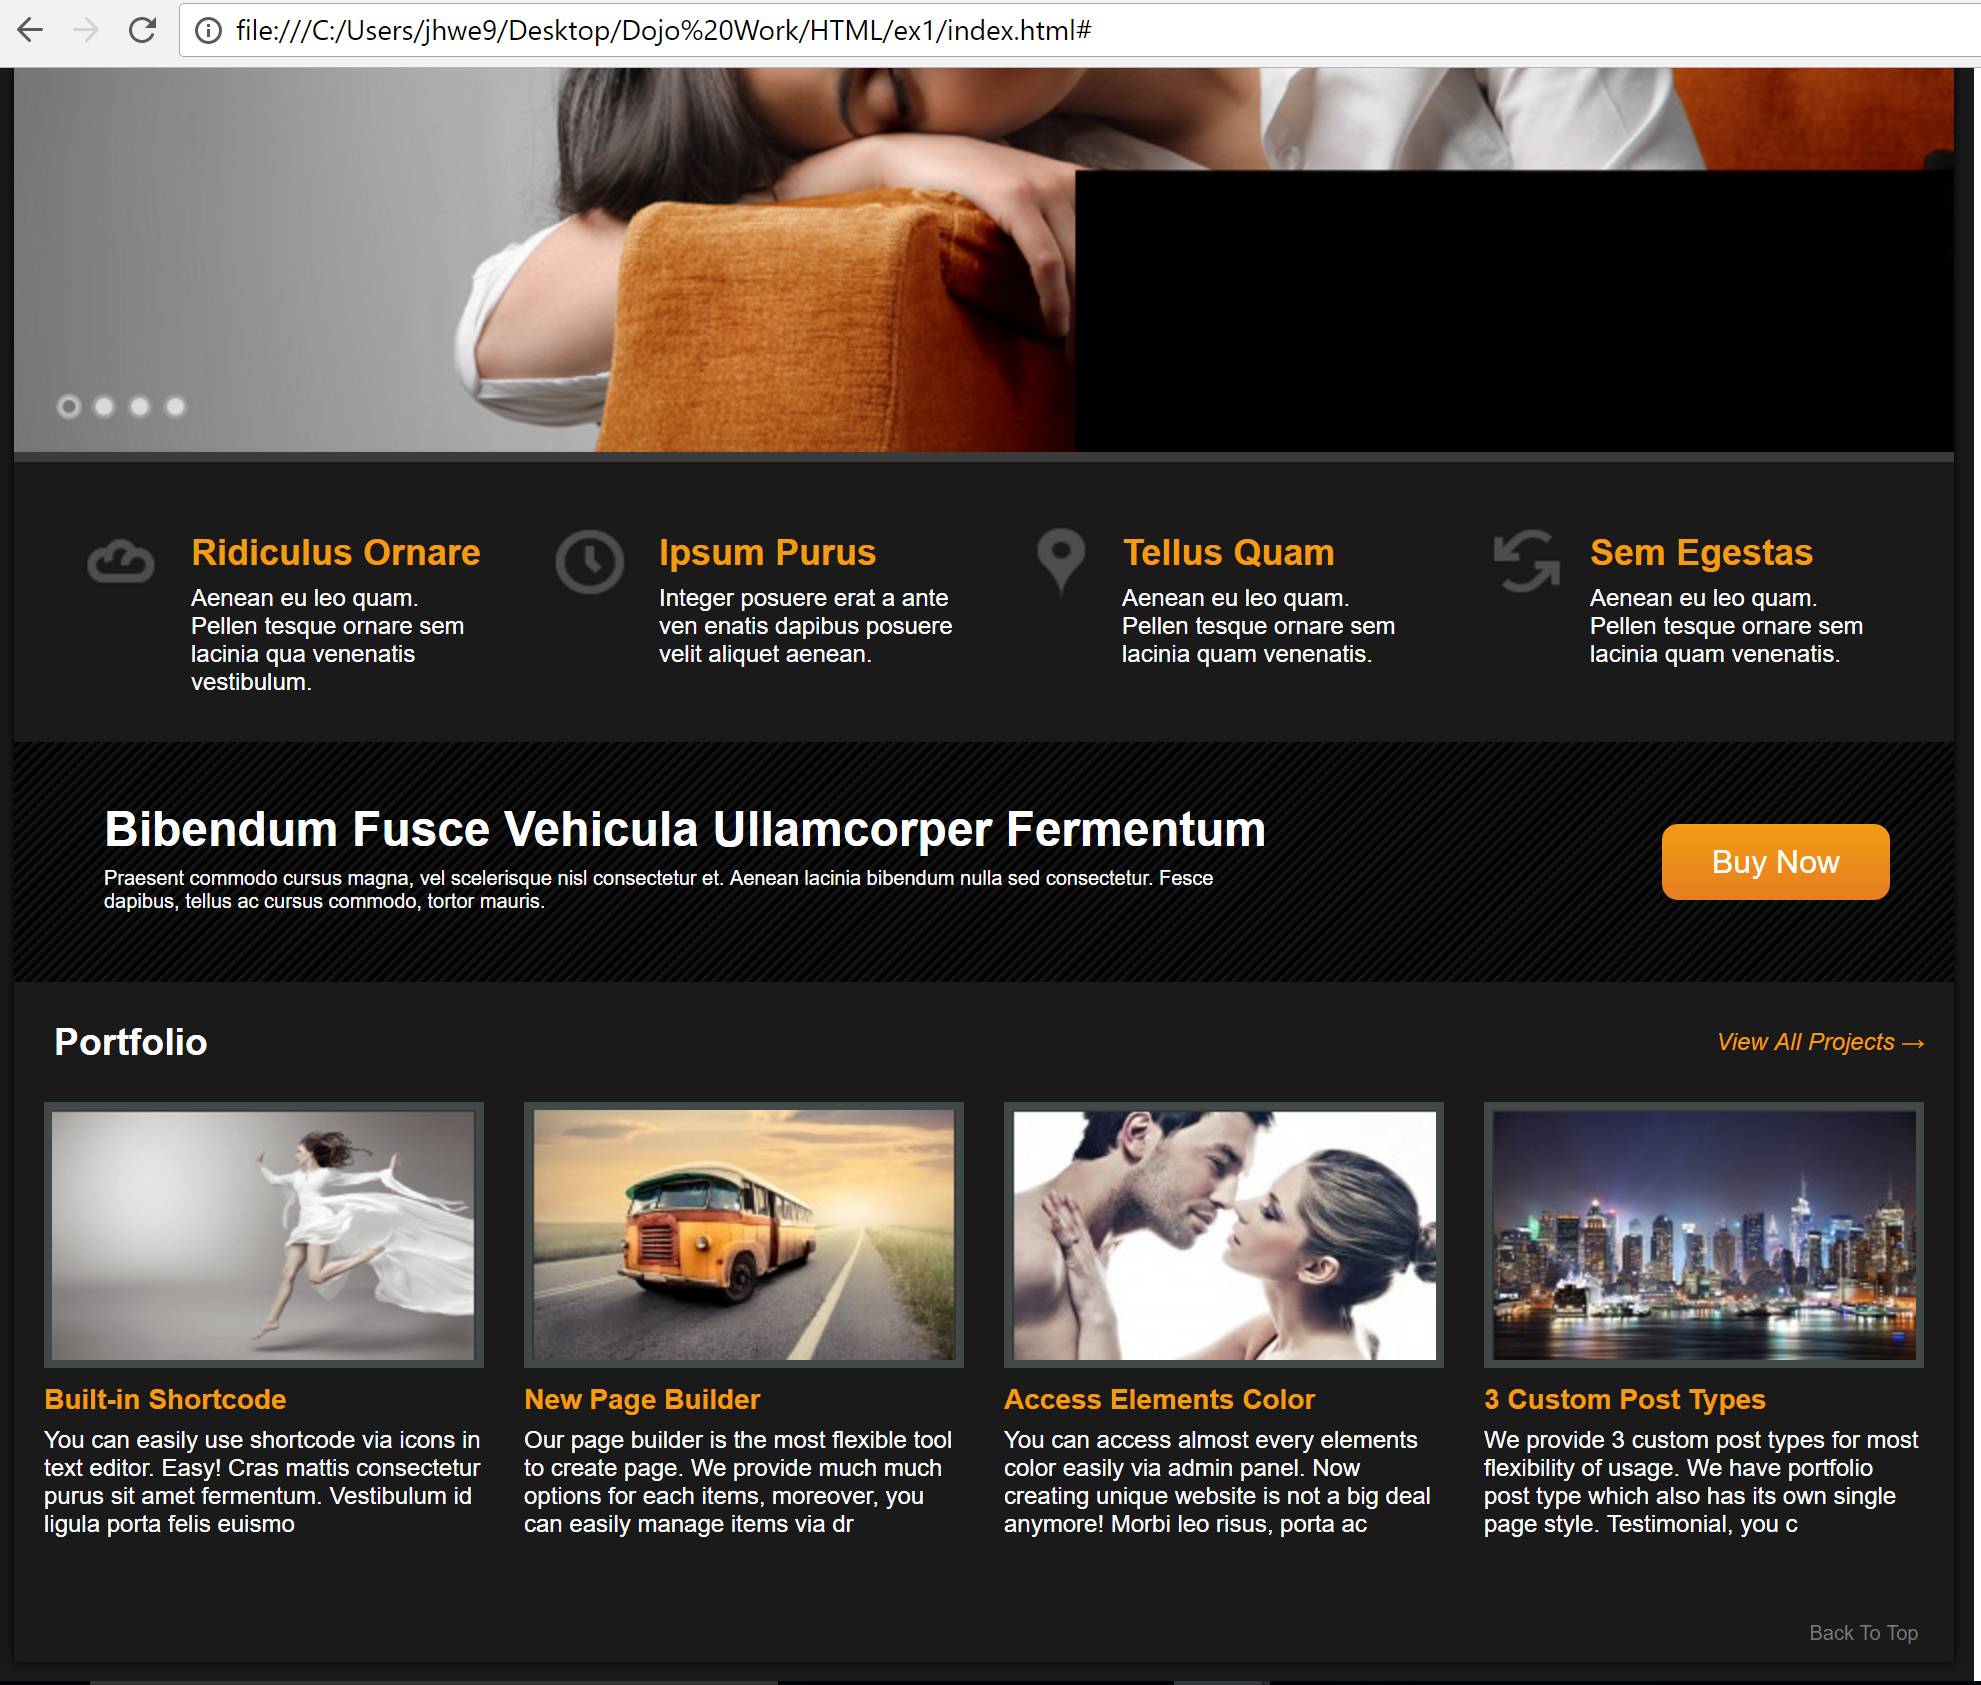 file:///C:/Users/jhwe9/Desktop/Dojo%20Work/HTML/ex1/index.html#
Ridiculus Ornare
Aenean eu leo quam.
Pellen tesque ornare sem
lacinia qua venenatis
vestibulum.
Ipsum Purus
Integer posuere erat a ante
ven enatis dapibus posuere
velit aliquet aenean.
Tellus Quam
Aenean eu leo quam.
Pellen tesque ornare sem
lacinia quam venenatis.
Sem Egestas
Aenean eu leo quam.
Pellen tesque ornare sem
lacinia quam venenatis.
Bibendum Fusce Vehicula Ullamcorper Fermentum
Praesent commodo cursus magna, vel scelerisque nisl consectetur et. Aenean lacinia bibendum nulla sed consectetur. Fesce
dapibus, tellus ac cursus commodo, tortor mauris.
Buy Now
Portfolio
View All Projects →
Built-in Shortcode
You can easily use shortcode via icons in
text editor. Easy! Cras mattis consectetur
purus sit amet fermentum. Vestibulum id
ligula porta felis euismo
New Page Builder
Our page builder is the most flexible tool
to create page. We provide much much
options for each items, moreover, you
can easily manage items via dr
Access Elements Color
You can access almost every elements
color easily via admin panel. Now
creating unique website is not a big deal
anymore! Morbi leo risus, porta ac
3 Custom Post Types
We provide 3 custom post types for most
flexibility of usage. We have portfolio
post type which also has its own single
page style. Testimonial, you c
Back To Top